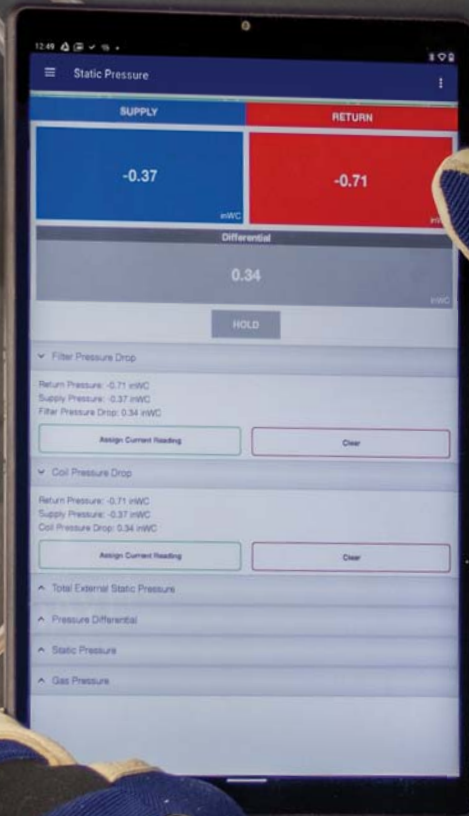 12:49
Static Pressure
SUPPLY
RETURN
-0.37
-0.71
inWC
Differential
0.34
inWC
HOLD
Filter Pressure Drop
Return Pressure: -0.71 inWC
Supply Pressure: -0.37 inWC
Filter Pressure Drop: 0.34 inWC
Assign Current Reading
Clear
Coil Pressure Drop
Return Pressure: -0.71 inWC
Supply Pressure: -0.37 inWC
Coil Pressure Drop: 0.34 inWC
Assign Current Reading
Clear
Total External Static Pressure
Pressure Differential
Static Pressure
Gas Pressure